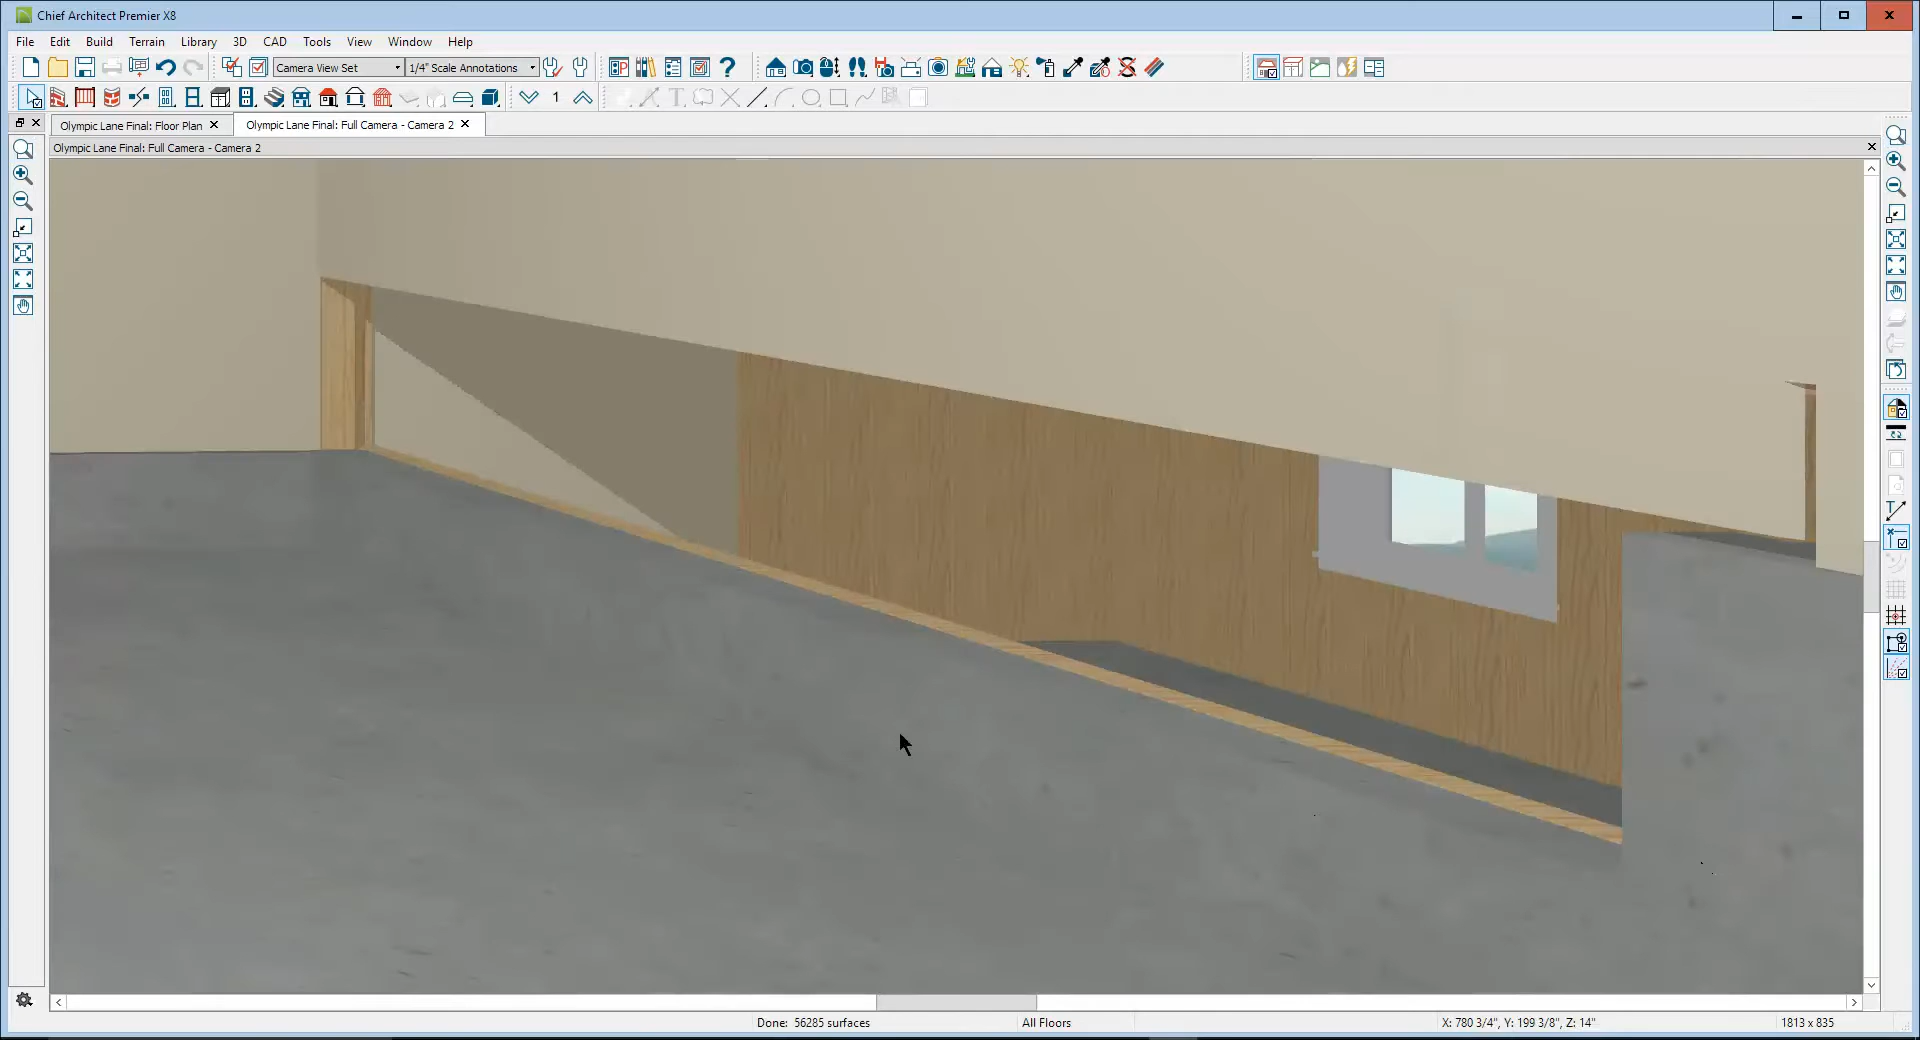 Chief Architect Premier X8
File Edit Build Terrain Library 3D CAD Tools View Window Help
Camera View Set 1/4" Scale Annotations
1
Olympic Lane Final: Floor Plan Olympic Lane Final: Full Camera - Camera 2
Olympic Lane Final: Full Camera - Camera 2
Done: 56285 surfaces All Floors X: 780 3/4", Y: 199 3/8", Z: 14" 1813 x 835